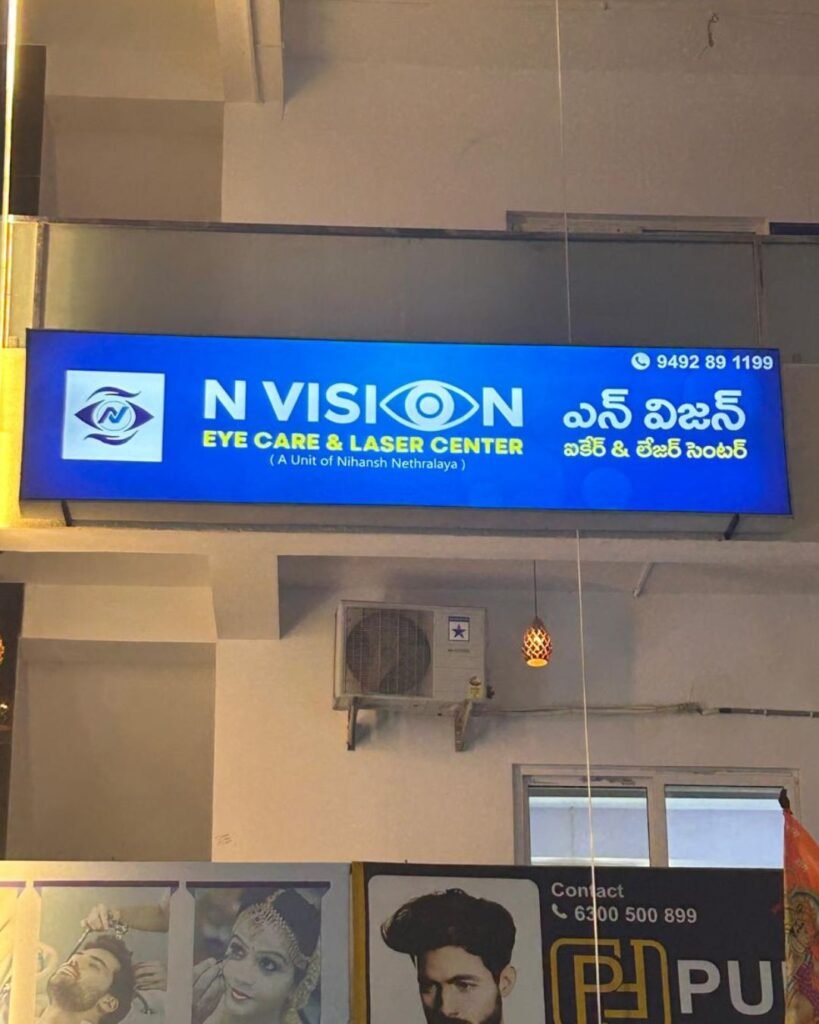 9492 89 1199
N VISION
EYE CARE & LASER CENTER
( A Unit of Nihansh Nethralaya )
ఎన్ విజన్
ఐకేర్ & లేజర్ సెంటర్
Contact
6300 500 899
PH